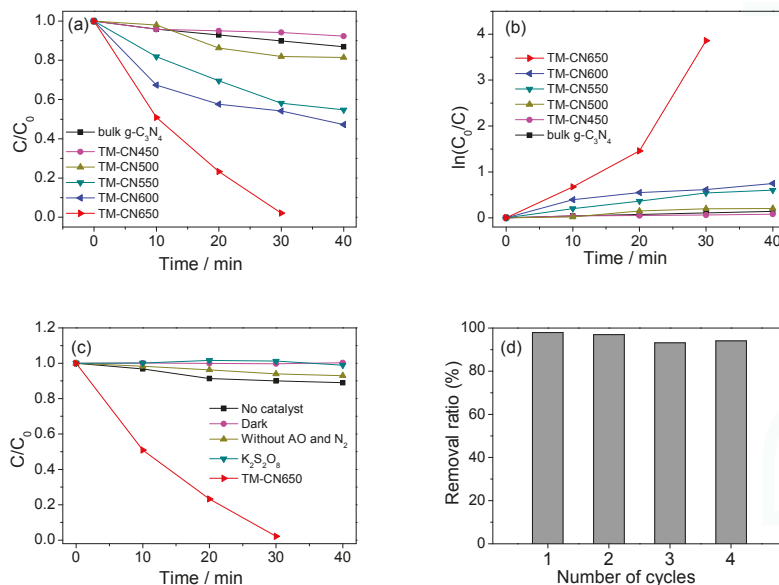 (a)
C/C₀
1.0
0.8
0.6
0.4
0.2
0.0
bulk g-C₃N₄
TM-CN450
TM-CN500
TM-CN550
TM-CN600
TM-CN650
0 10 20 30 40
Time / min
(b)
ln(C₀/C)
4
3
2
1
0
TM-CN650
TM-CN600
TM-CN550
TM-CN500
TM-CN450
bulk g-C₃N₄
0 10 20 30 40
Time / min
(c)
C/C₀
1.2
1.0
0.8
0.6
0.4
0.2
0.0
No catalyst
Dark
Without AO and N₂
K₂S₂O₈
TM-CN650
0 10 20 30 40
Time / min
(d)
Removal ratio (%)
100
80
60
40
20
0
1 2 3 4
Number of cycles